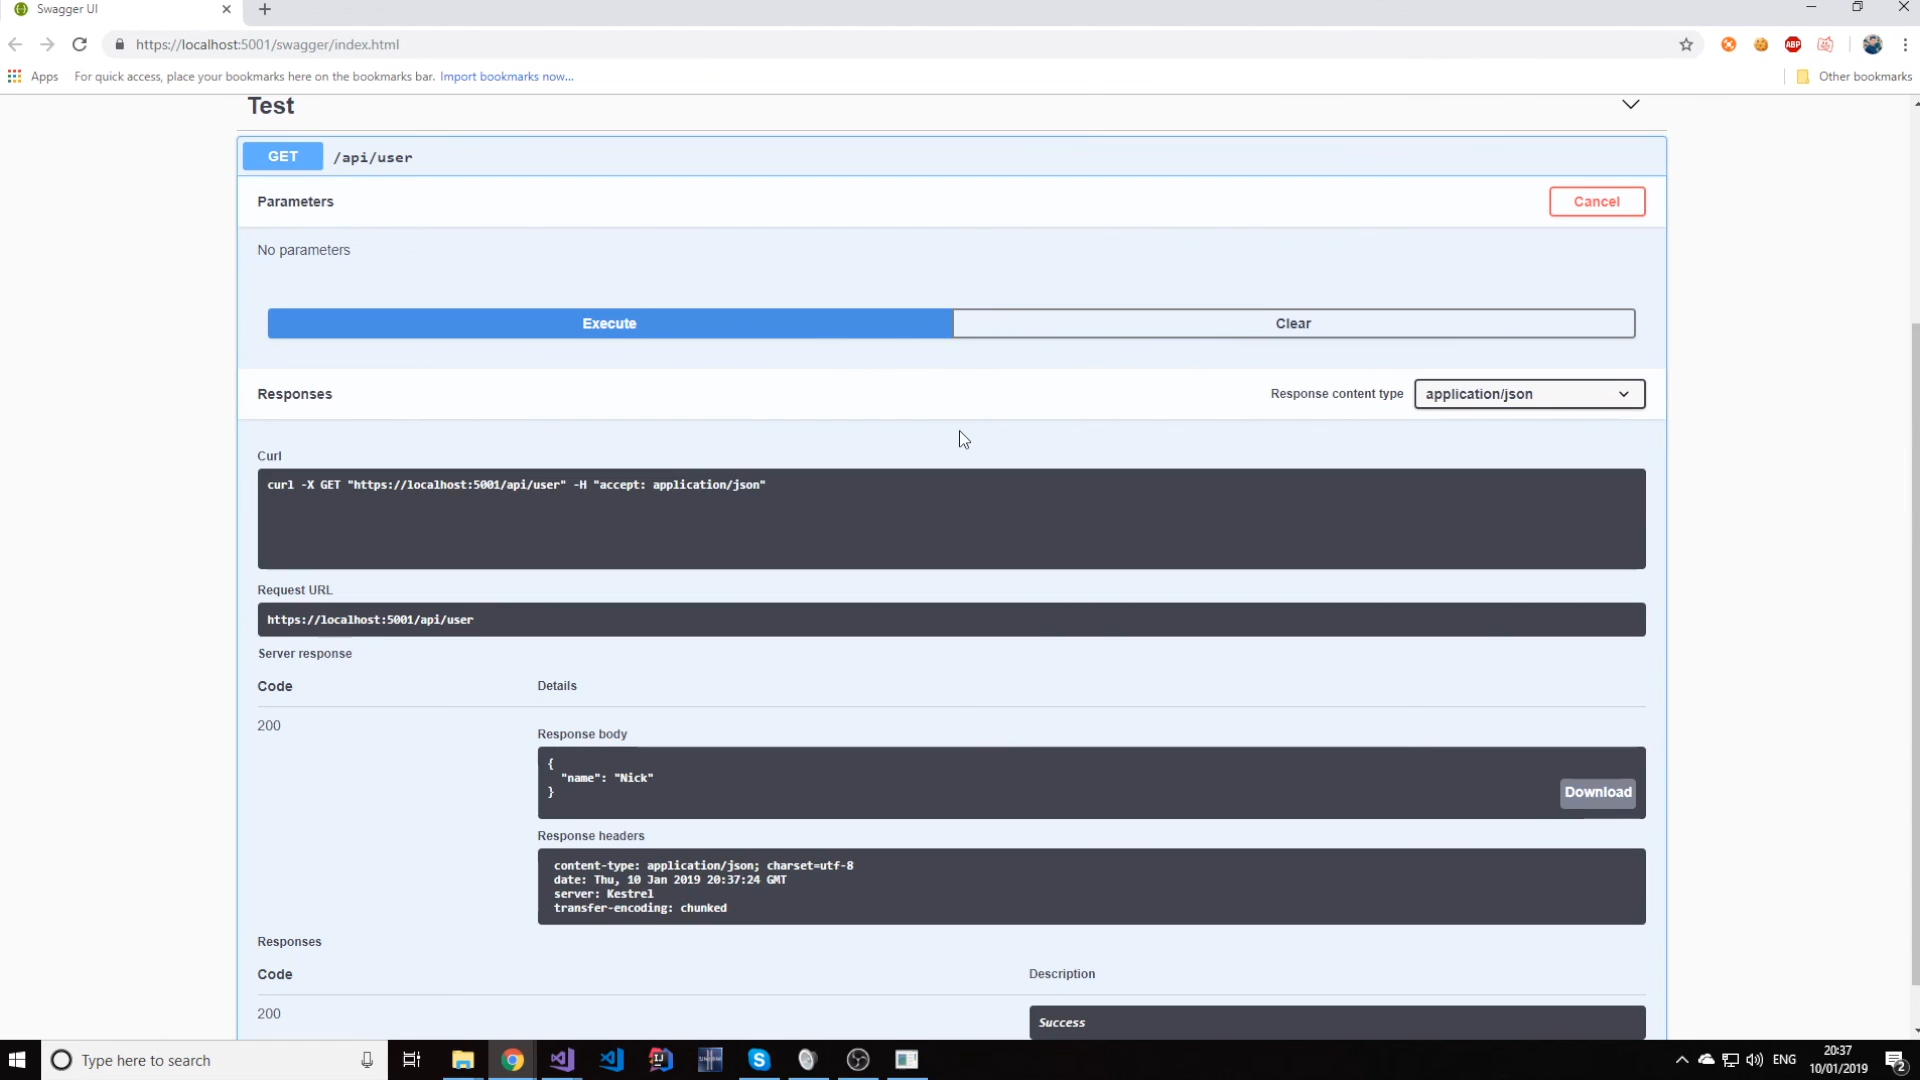 Swagger UI
https://localhost:5001/swagger/index.html
ABP
Apps For quick access, place your bookmarks here on the bookmarks bar. Import bookmarks now... Other bookmarks
Test
GET /api/user
Parameters Cancel
No parameters
Execute Clear
Responses Response content type application/json
Curl
curl -X GET "https://localhost:5001/api/user" -H "accept: application/json"
Request URL
https://localhost:5001/api/user
Server response
Code Details
200
Response body
{
"name": "Nick"
}
Download
Response headers
content-type: application/json; charset=utf-8
date: Thu, 10 Jan 2019 20:37:24 GMT
server: Kestrel
transfer-encoding: chunked
Responses
Code Description
200
Success
Type here to search
IJ
S
ENG
20:37
10/01/2019
2